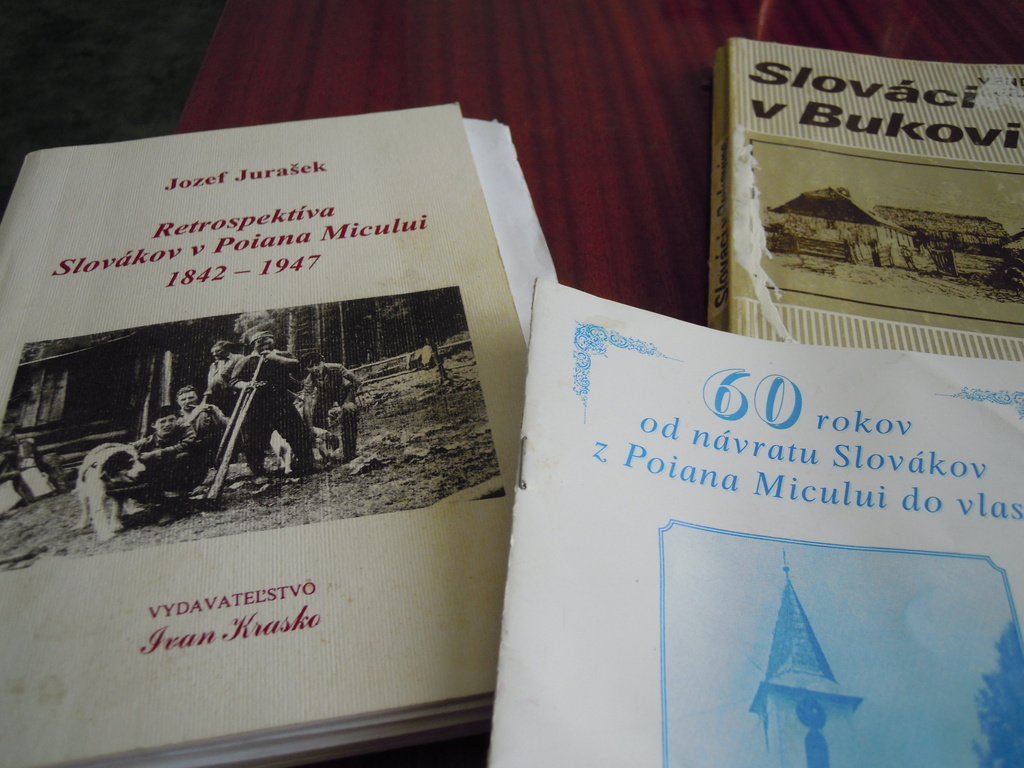 Jozef Jurašek
Retrospektíva
Slovákov v Poiana Micului
1842 – 1947
VYDAVATEĽSTVO
Ivan Krasko
Slováci
v Bukovi
60 rokov
od návratu Slovákov
z Poiana Micului do vlas